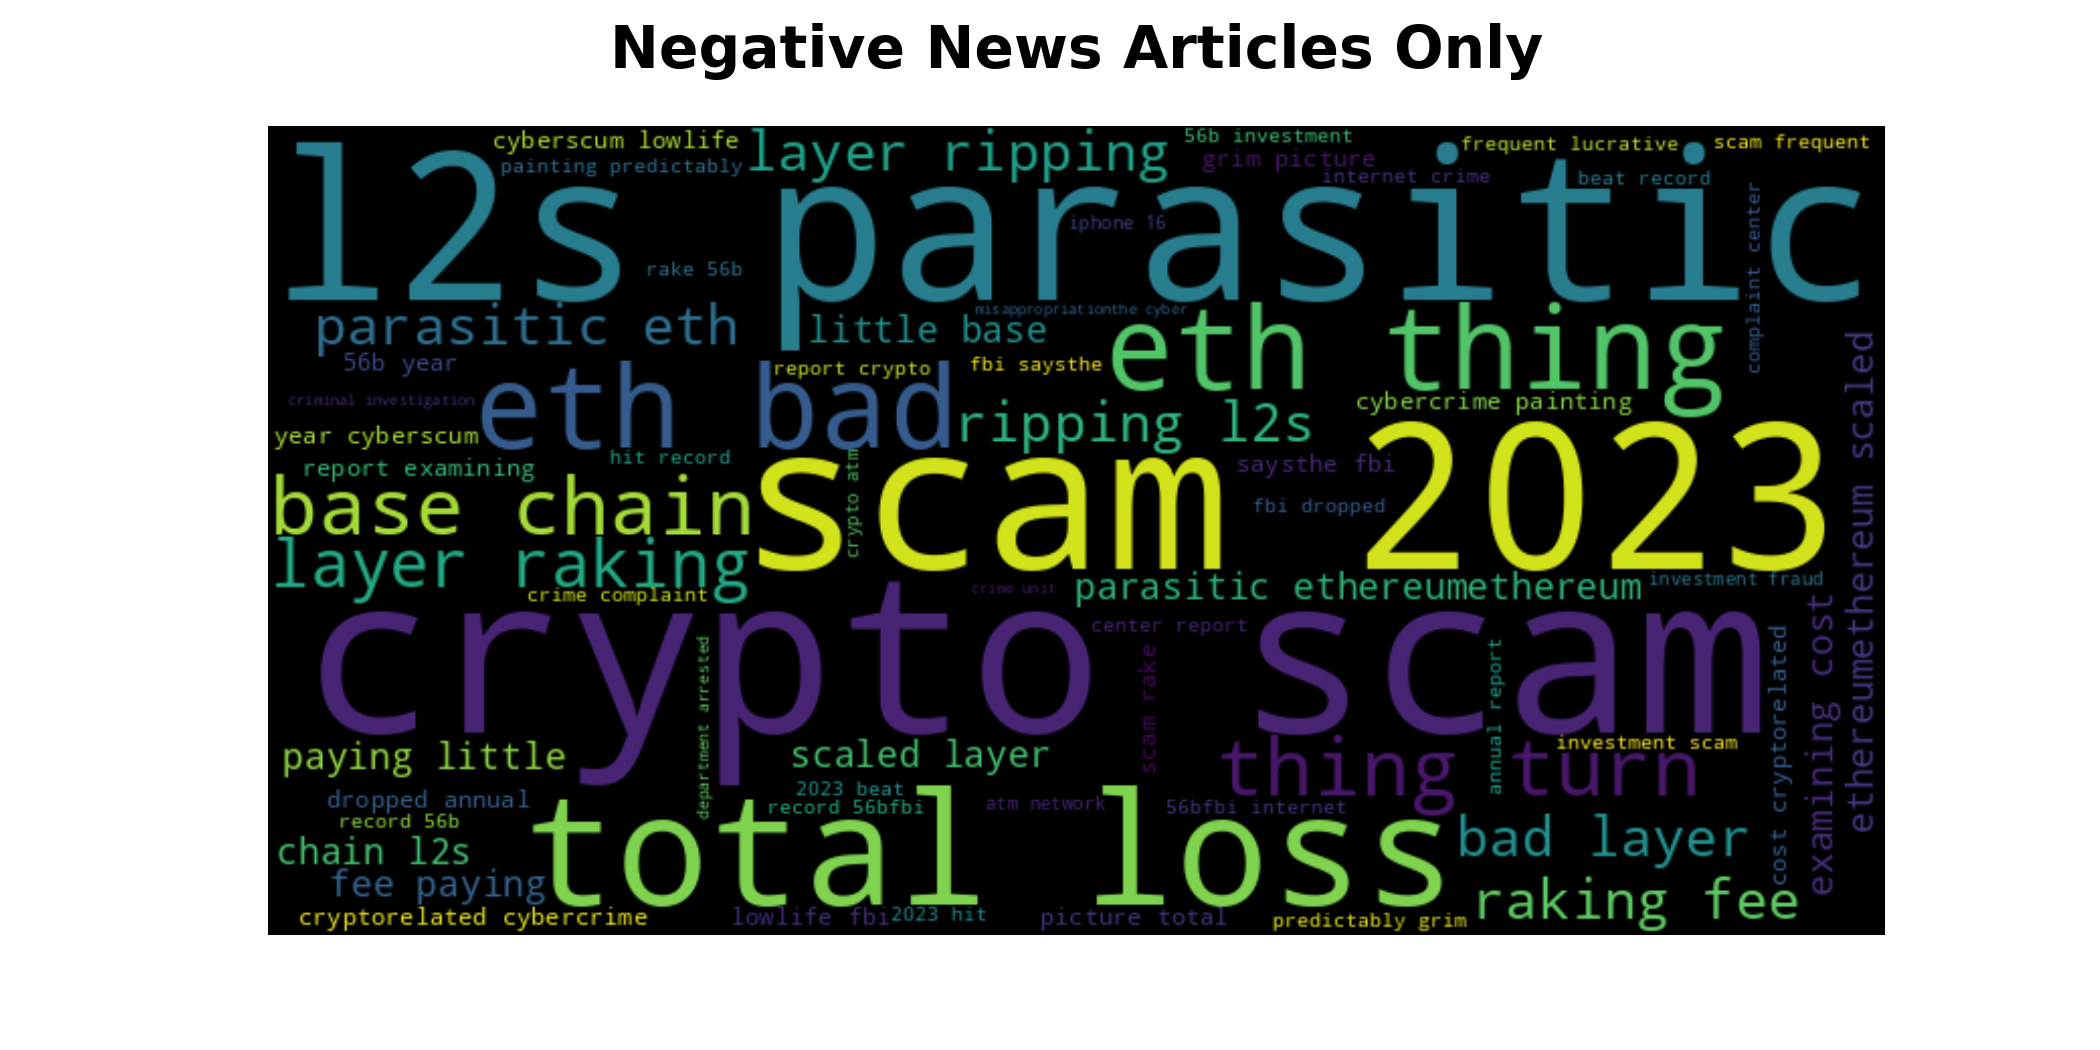 Negative News Articles Only
cyberscum lowlife
layer ripping
56b investment
frequent lucrative
scam frequent
painting predictably
grim picture
internet crime
beat record
l2s parasitic
iphone 16
complaint center
rake 56b
misappropriationthe cyber
parasitic eth
little base
eth thing
56b year
report crypto
fbi saysthe
criminal investigation
eth bad
cybercrime painting
ethereumethereum scaled
year cyberscum
ripping l2s
hit record
report examining
saysthe fbi
scam 2023
base chain
crypto atm
fbi dropped
layer raking
crime complaint
crime unit
parasitic ethereumethereum
investment fraud
crypto scam
center report
department arrested
scam rake
annual report
cost cryptorelated
examining cost
paying little
scaled layer
thing turn
investment scam
dropped annual
2023 beat
record 56bfbi
atm network
56bfbi internet
record 56b
total loss
bad layer
chain l2s
fee paying
raking fee
cryptorelated cybercrime
lowlife fbi
2023 hit
picture total
predictably grim